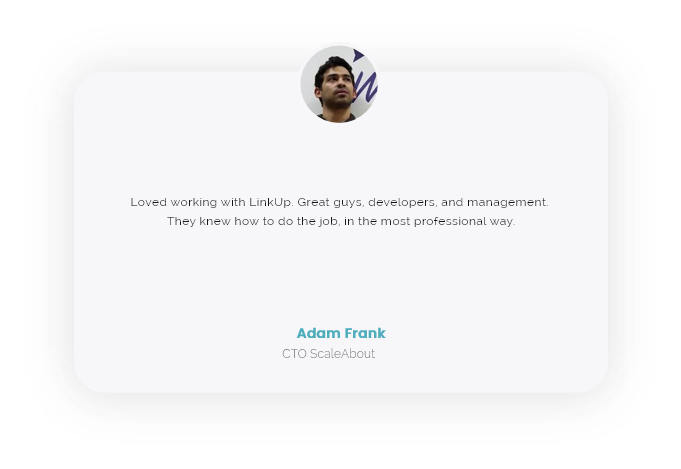 Loved working with LinkUp. Great guys, developers, and management.
They knew how to do the job, in the most professional way.
Adam Frank
CTO ScaleAbout